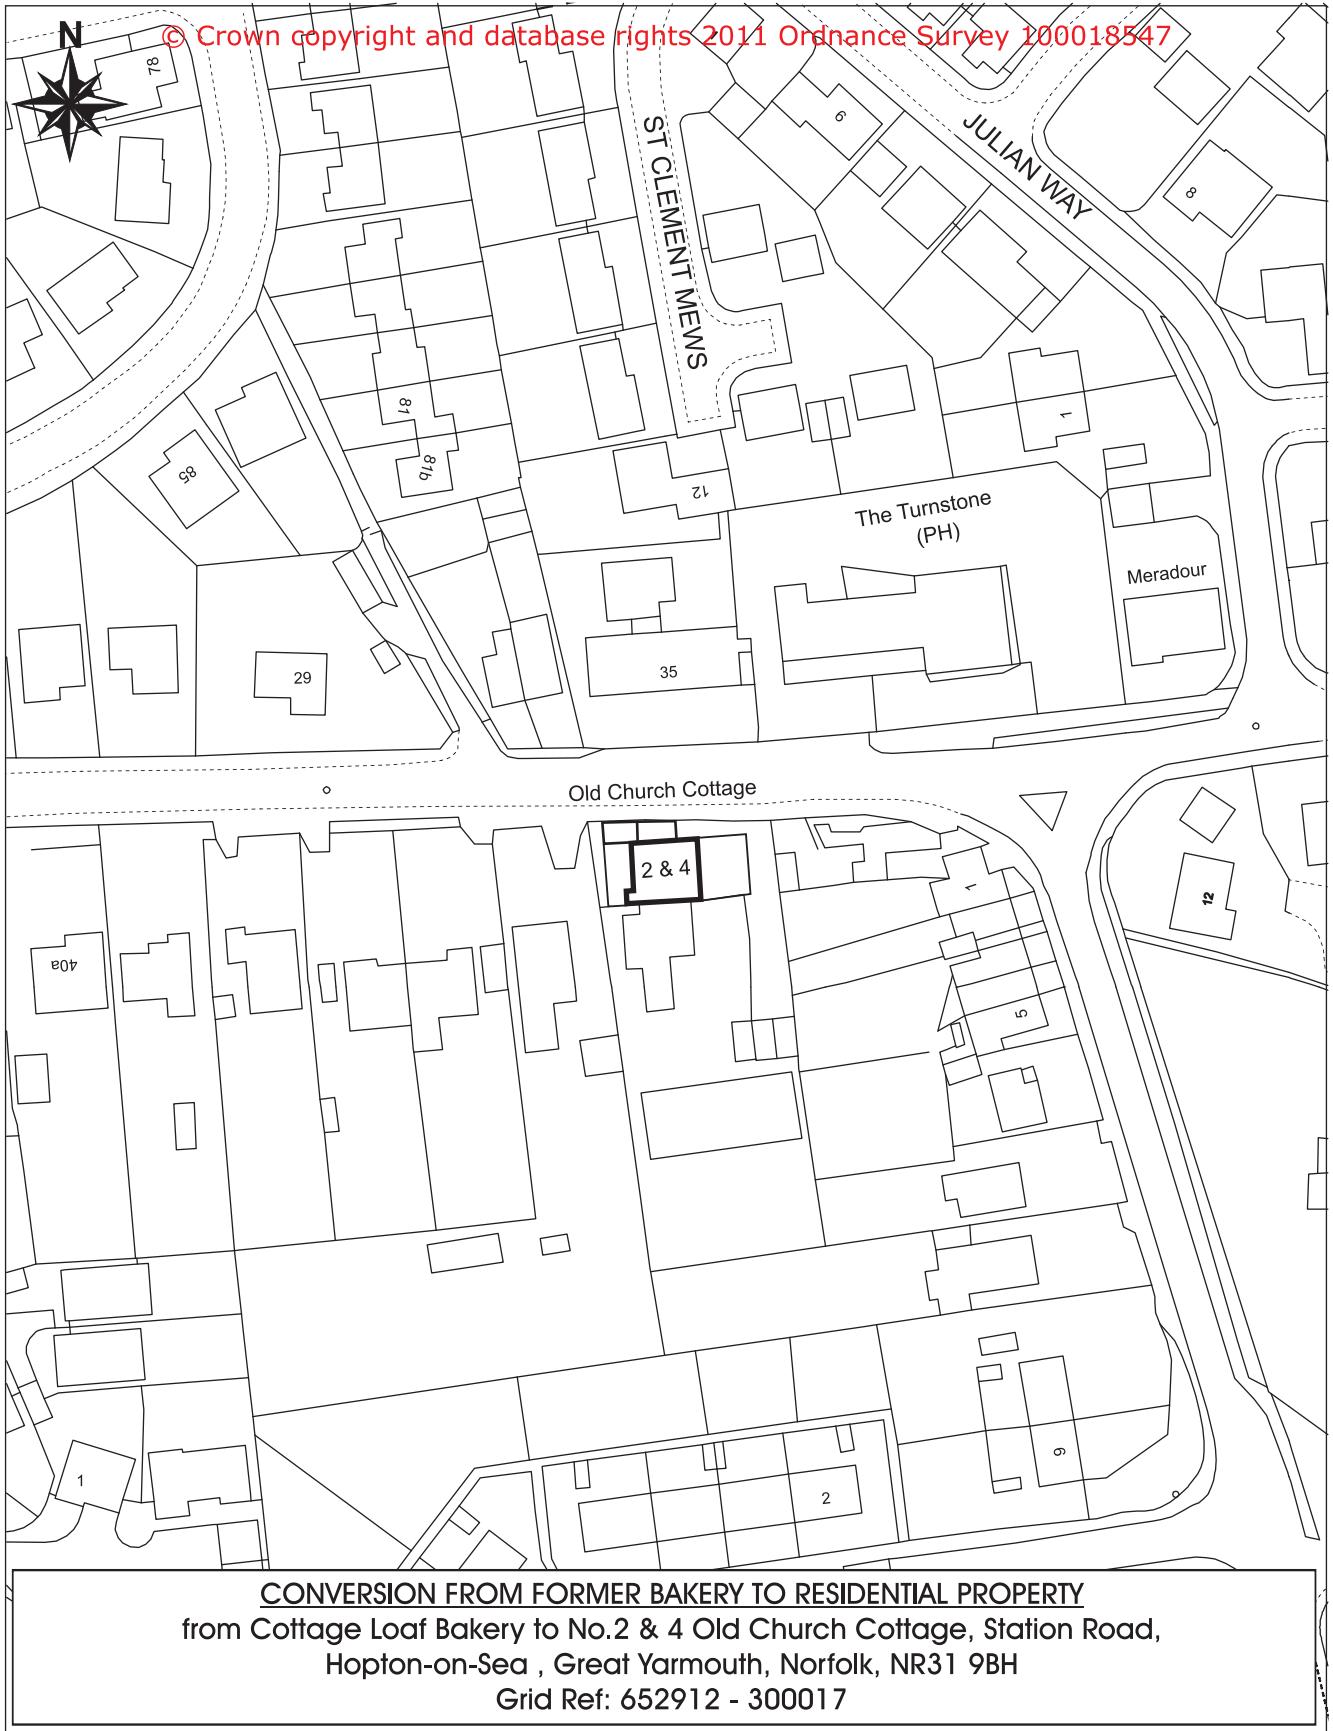 © Crown copyright and database rights 2011 Ordnance Survey 100018547
N
78
6
ST CLEMENT MEWS
JULIAN WAY
8
81
1
81b
85
12
The Turnstone
(PH)
Meradour
29
35
Old Church Cottage
2 & 4
1
12
40a
5
9
1
2
CONVERSION FROM FORMER BAKERY TO RESIDENTIAL PROPERTY
from Cottage Loaf Bakery to No.2 & 4 Old Church Cottage, Station Road,
Hopton-on-Sea , Great Yarmouth, Norfolk, NR31 9BH
Grid Ref: 652912 - 300017